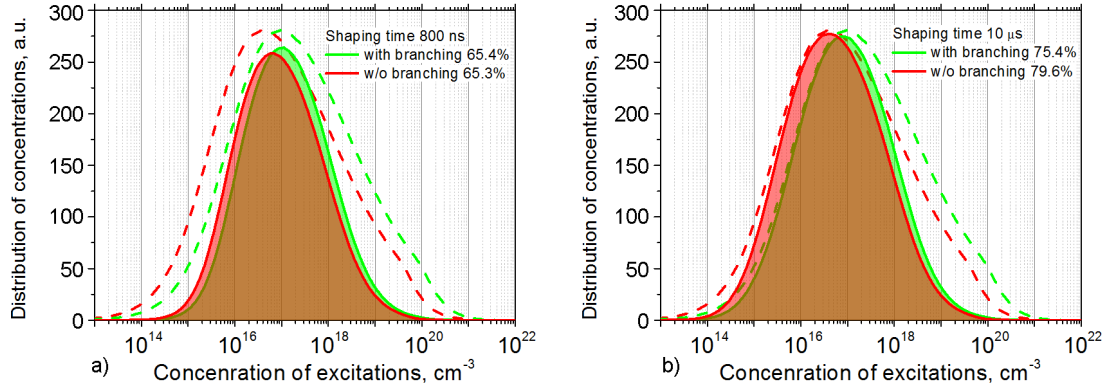 Distribution of concentrations, a.u.
300
250
200
150
100
50
0
Shaping time 800 ns
with branching 65.4%
w/o branching 65.3%
10^14 10^16 10^18 10^20 10^22
a)
Concenration of excitations, cm^-3
Distribution of concentrations, a.u.
300
250
200
150
100
50
0
Shaping time 10 μs
with branching 75.4%
w/o branching 79.6%
10^14 10^16 10^18 10^20 10^22
b)
Concenration of excitations, cm^-3